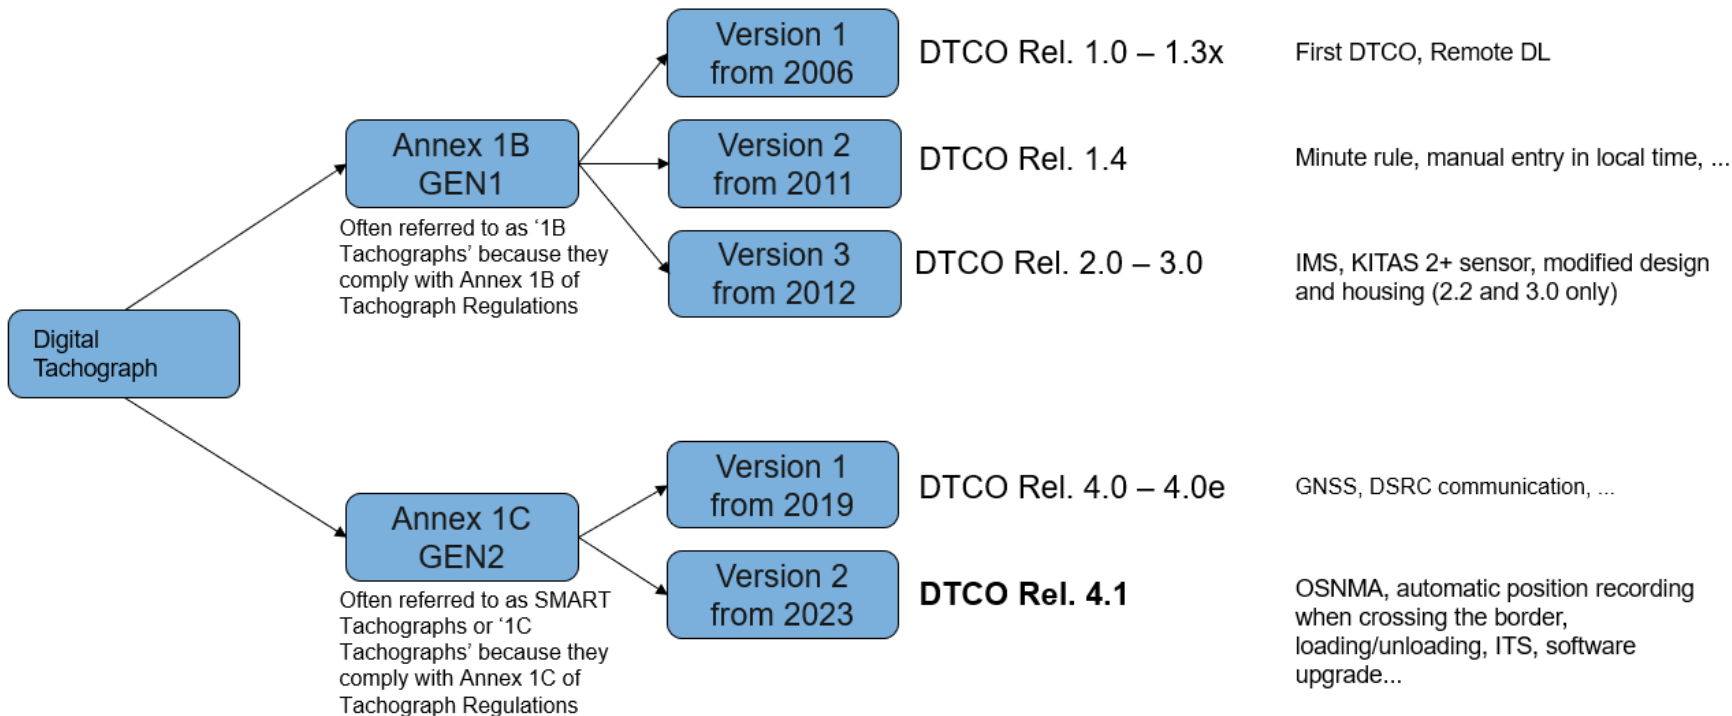 Version 1
from 2006
DTCO Rel. 1.0 – 1.3x
First DTCO, Remote DL
Annex 1B
GEN1
Version 2
from 2011
DTCO Rel. 1.4
Minute rule, manual entry in local time, ...
Often referred to as ‘1B
Tachographs’ because they
comply with Annex 1B of
Tachograph Regulations
Version 3
from 2012
DTCO Rel. 2.0 – 3.0
IMS, KITAS 2+ sensor, modified design
and housing (2.2 and 3.0 only)
Digital
Tachograph
Version 1
from 2019
DTCO Rel. 4.0 – 4.0e
GNSS, DSRC communication, ...
Annex 1C
GEN2
Often referred to as SMART
Tachographs or ‘1C
Tachographs’ because they
comply with Annex 1C of
Tachograph Regulations
Version 2
from 2023
DTCO Rel. 4.1
OSNMA, automatic position recording
when crossing the border,
loading/unloading, ITS, software
upgrade...